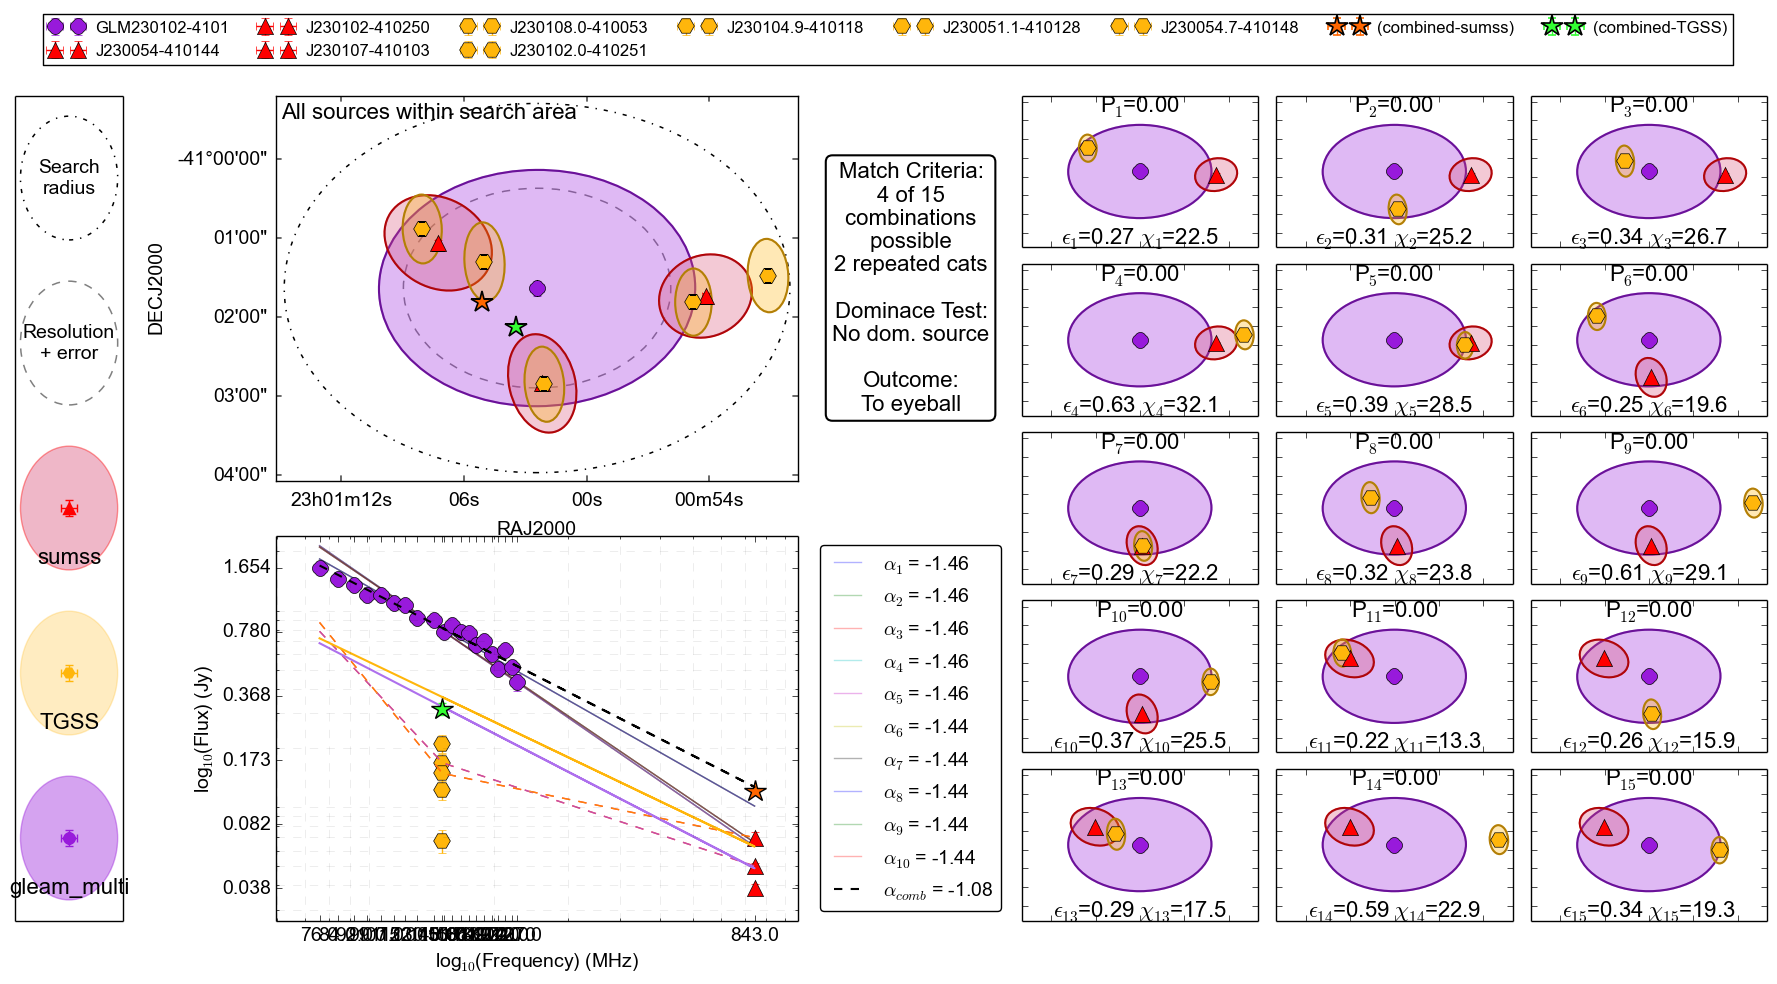 GLM230102-4101
J230102-410250
J230108.0-410053
J230104.9-410118
J230051.1-410128
J230054.7-410148
(combined-sumss)
(combined-TGSS)
J230054-410144
J230107-410103
J230102.0-410251
Search
radius
Resolution
+ error
sumss
TGSS
gleam_multi
All sources within search area
DECJ2000
-41°00'00"
01'00"
02'00"
03'00"
04'00"
23h01m12s
06s
00s
00m54s
RAJ2000
Match Criteria:
4 of 15
combinations
possible
2 repeated cats
Dominace Test:
No dom. source
Outcome:
To eyeball
log10(Flux) (Jy)
1.654
0.780
0.368
0.173
0.082
0.038
843.0
log10(Frequency) (MHz)
α1 = -1.46
α2 = -1.46
α3 = -1.46
α4 = -1.46
α5 = -1.46
α6 = -1.44
α7 = -1.44
α8 = -1.44
α9 = -1.44
α10 = -1.44
αcomb = -1.08
P1=0.00
ϵ1=0.27 χ1=22.5
P2=0.00
ϵ2=0.31 χ2=25.2
P3=0.00
ϵ3=0.34 χ3=26.7
P4=0.00
ϵ4=0.63 χ4=32.1
P5=0.00
ϵ5=0.39 χ5=28.5
P6=0.00
ϵ6=0.25 χ6=19.6
P7=0.00
ϵ7=0.29 χ7=22.2
P8=0.00
ϵ8=0.32 χ8=23.8
P9=0.00
ϵ9=0.61 χ9=29.1
P10=0.00
ϵ10=0.37 χ10=25.5
P11=0.00
ϵ11=0.22 χ11=13.3
P12=0.00
ϵ12=0.26 χ12=15.9
P13=0.00
ϵ13=0.29 χ13=17.5
P14=0.00
ϵ14=0.59 χ14=22.9
P15=0.00
ϵ15=0.34 χ15=19.3